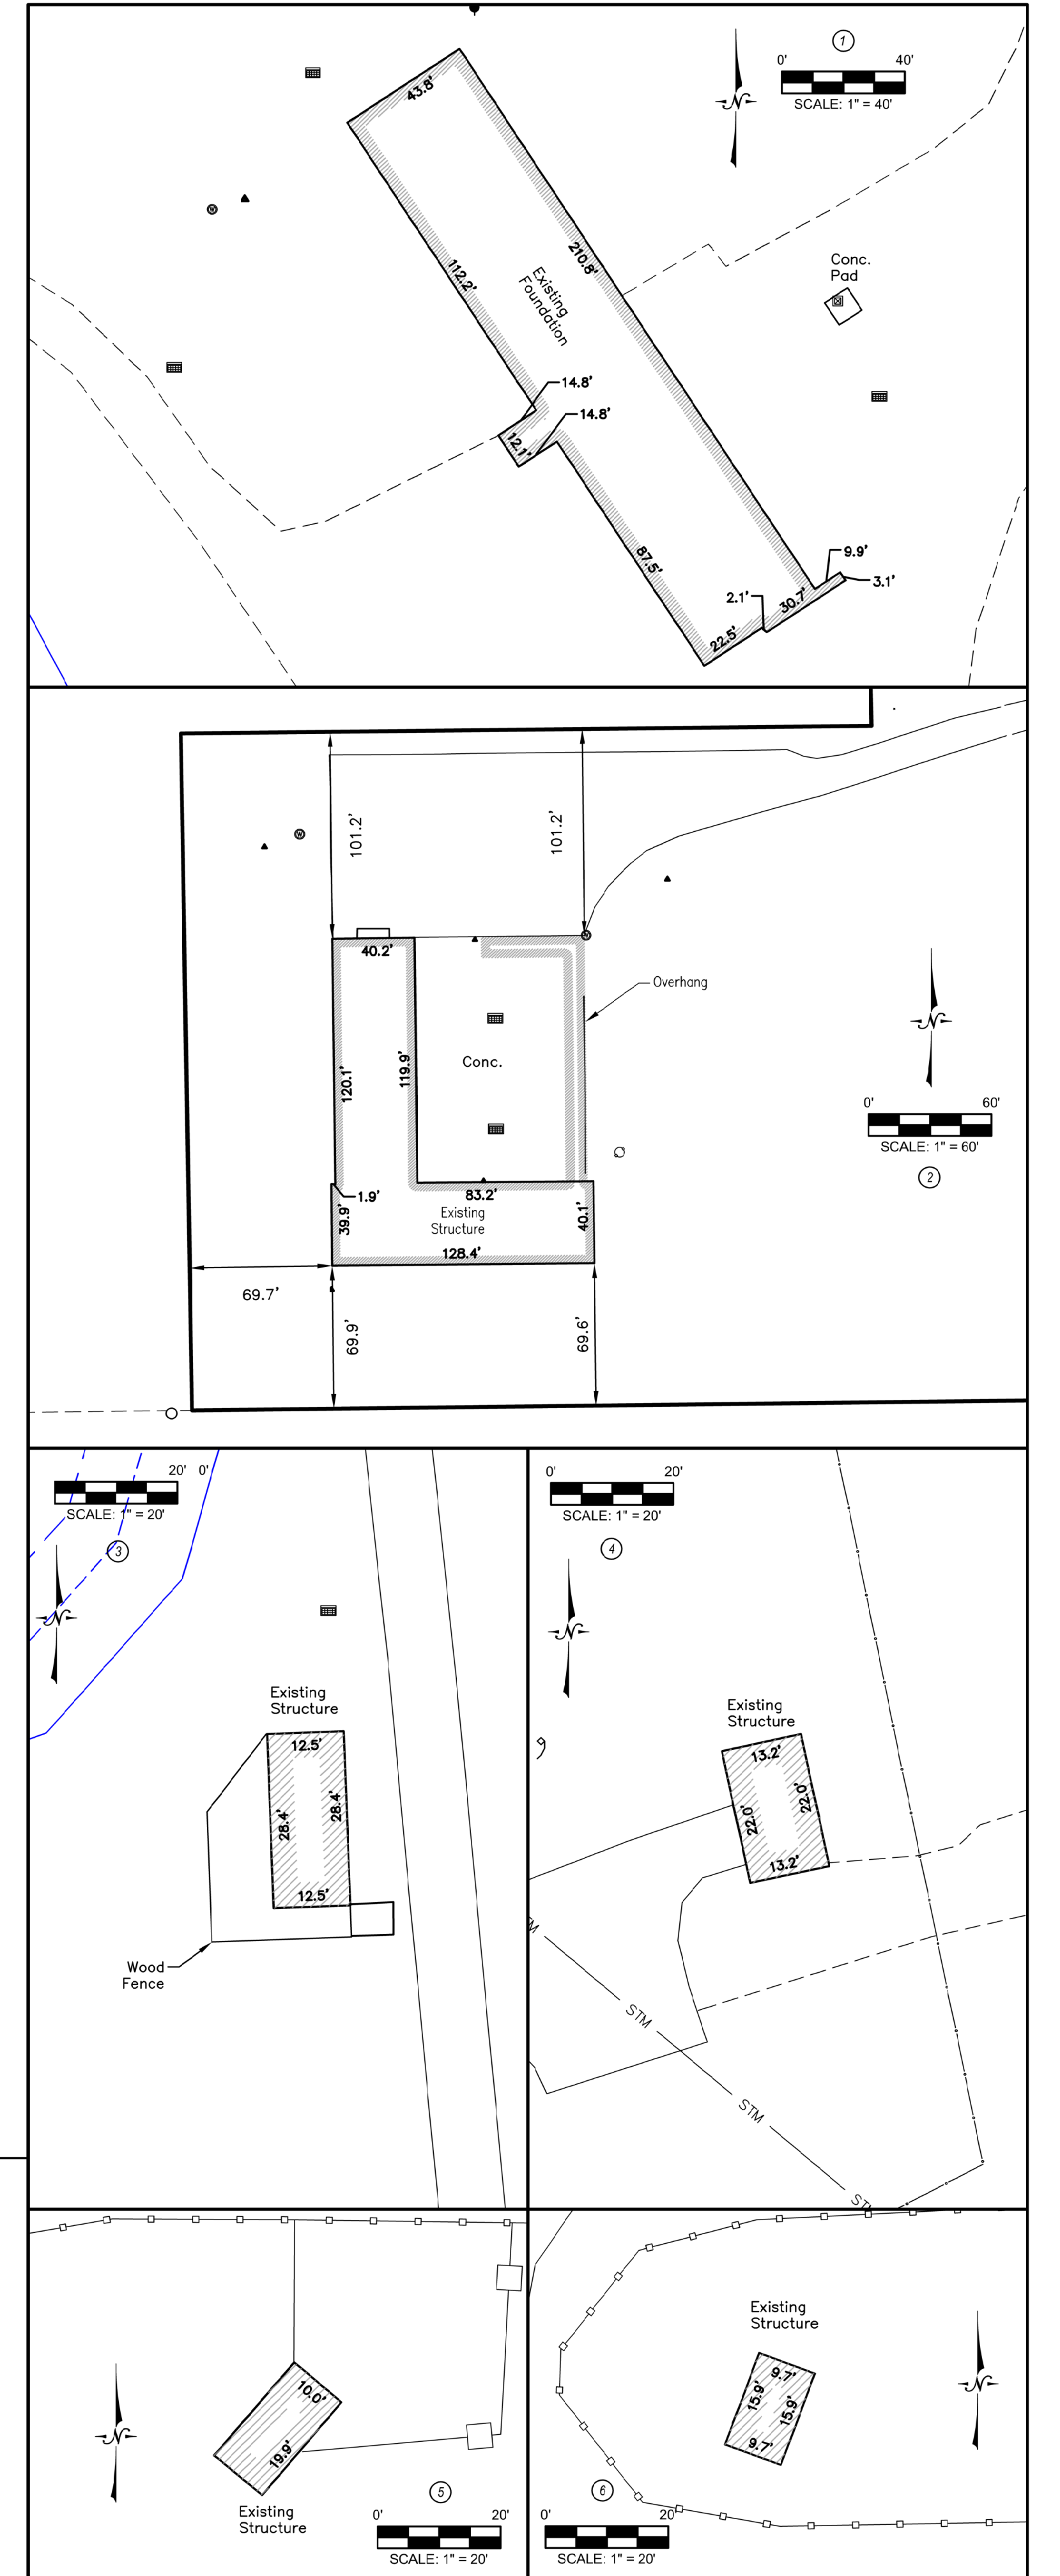 1
0' 40'
SCALE: 1" = 40'
N
43.8'
112.2'
210.8'
Existing
Foundation
Conc.
Pad
14.8'
14.8'
12.1'
87.5'
9.9'
3.1'
2.1'
30.7'
22.5'
101.2'
101.2'
W
40.2'
Overhang
120.1'
119.9'
Conc.
N
0' 60'
SCALE: 1" = 60'
2
1.9'
83.2'
39.9'
Existing
Structure
40.1'
128.4'
69.7'
69.9'
69.6'
20' 0'
SCALE: 1" = 20'
3
N
Existing
Structure
12.5'
28.4'
28.4'
12.5'
Wood
Fence
0' 20'
SCALE: 1" = 20'
4
N
Existing
Structure
13.2'
22.0'
22.0'
13.2'
STM
STM
N
10.0'
19.9'
Existing
Structure
5
0' 20'
SCALE: 1" = 20'
Existing
Structure
9.7'
15.9'
15.9'
9.7'
N
6
0' 20'
SCALE: 1" = 20'